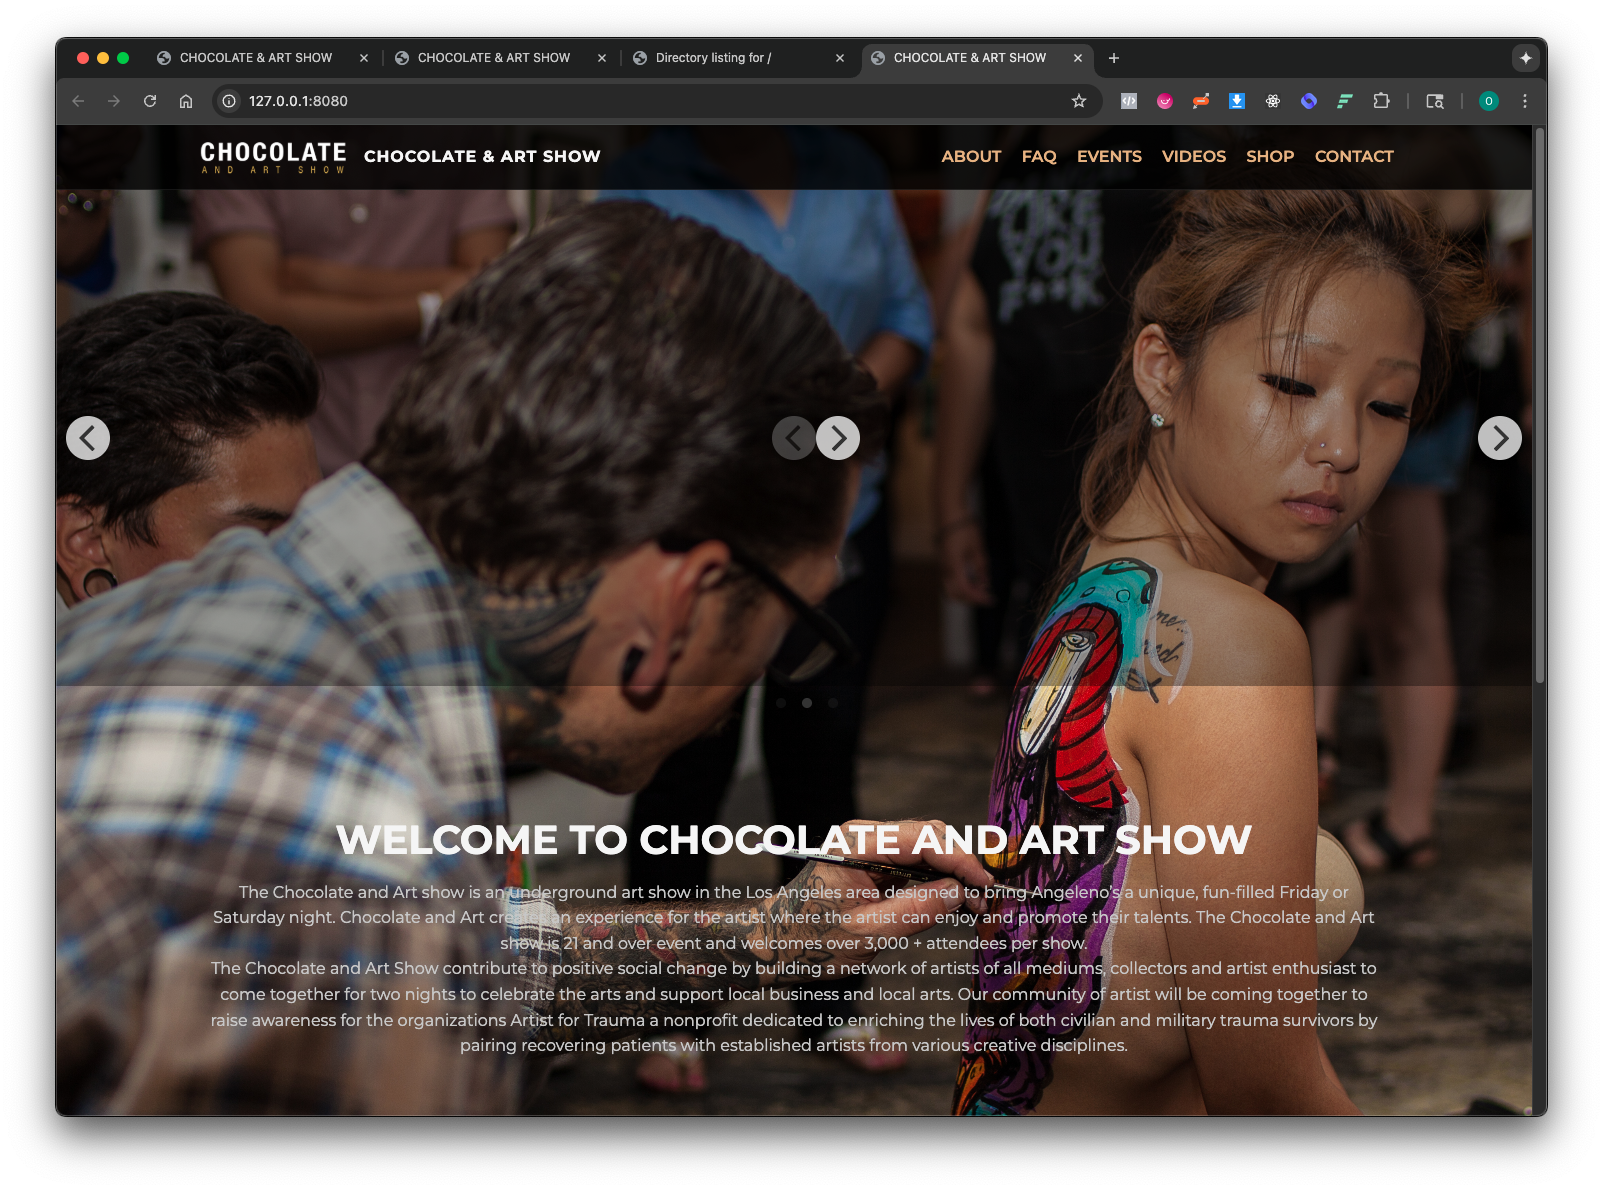 CHOCOLATE & ART SHOW
CHOCOLATE & ART SHOW
Directory listing for /
CHOCOLATE & ART SHOW
127.0.0.1:8080
O
CHOCOLATE
AND ART SHOW
CHOCOLATE & ART SHOW
ABOUT FAQ EVENTS VIDEOS SHOP CONTACT
LIKE
YOU
F**K
WELCOME TO CHOCOLATE AND ART SHOW
The Chocolate and Art show is an underground art show in the Los Angeles area designed to bring Angeleno's a unique, fun-filled Friday or
Saturday night. Chocolate and Art creates an experience for the artist where the artist can enjoy and promote their talents. The Chocolate and Art
show is 21 and over event and welcomes over 3,000 + attendees per show.
The Chocolate and Art Show contribute to positive social change by building a network of artists of all mediums, collectors and artist enthusiast to
come together for two nights to celebrate the arts and support local business and local arts. Our community of artist will be coming together to
raise awareness for the organizations Artist for Trauma a nonprofit dedicated to enriching the lives of both civilian and military trauma survivors by
pairing recovering patients with established artists from various creative disciplines.